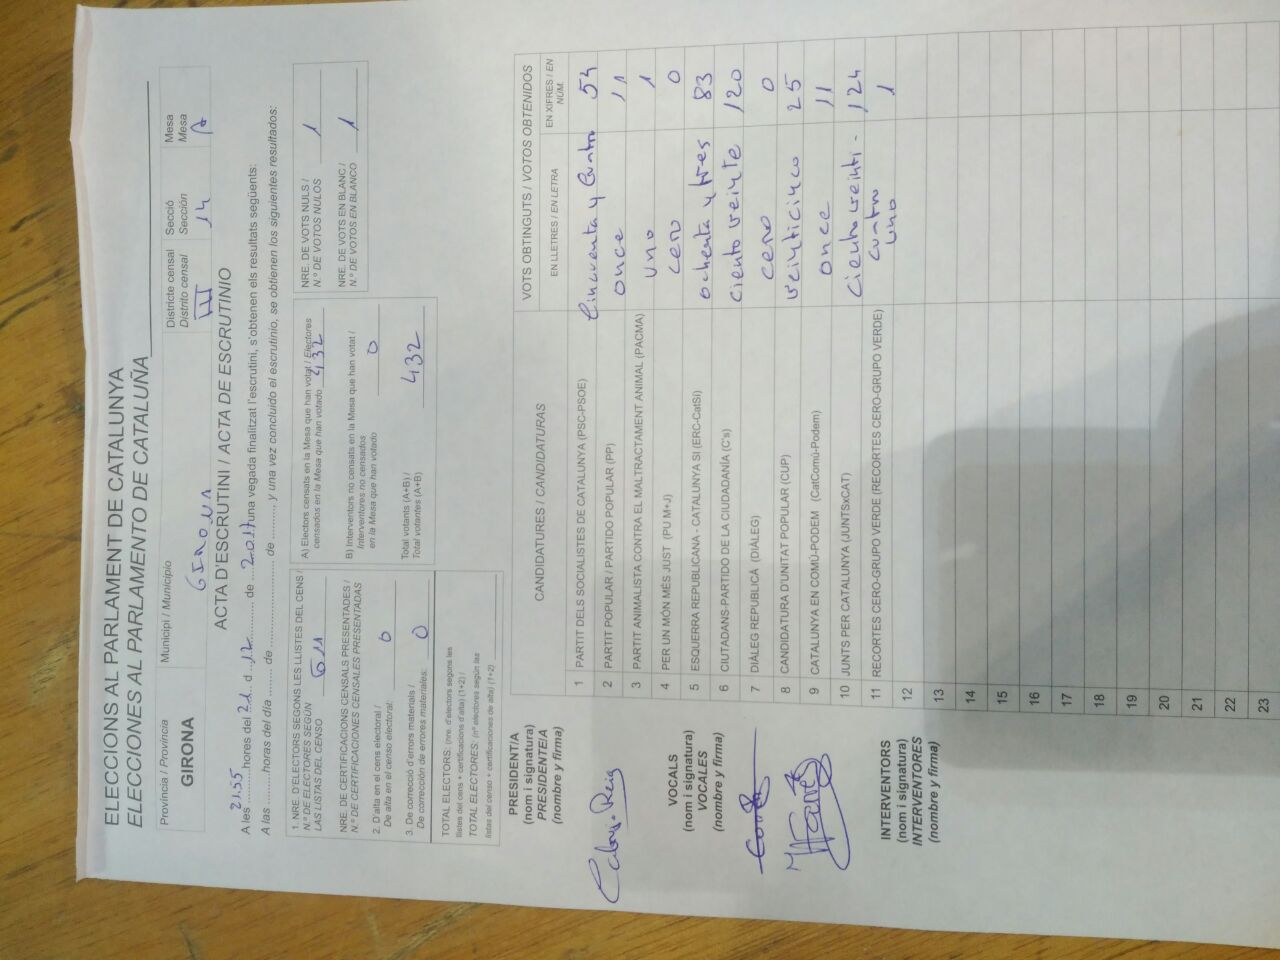 ELECCIONS AL PARLAMENT DE CATALUNYA
ELECCIONES AL PARLAMENTO DE CATALUÑA
Província / Provincia
GIRONA
Municipi / Municipio
GIRONA
Districte censal
Distrito censal
III
Secció
Sección
14
Mesa
Mesa
A
ACTA D'ESCRUTINI / ACTA DE ESCRUTINIO
A les 21.55 hores del 21 d 12 de 2017 una vegada finalitzat l'escrutini, s'obtenen els resultats següents:
A las .........horas del día ......... de ......................... de ........., y una vez concluido el escrutinio, se obtienen los siguientes resultados:
1. NRE. D'ELECTORS SEGONS LES LLISTES DEL CENS /
N.º DE ELECTORES SEGÚN
LAS LISTAS DEL CENSO 611
NRE. DE CERTIFICACIONS CENSALS PRESENTADES /
N.º DE CERTIFICACIONES CENSALES PRESENTADAS
2. D'alta en el cens electoral /
De alta en el censo electoral: 0
3. De correcció d'errors materials /
De corrección de errores materiales: 0
TOTAL ELECTORS: (nre. d'electors segons les
llistes del cens + certificacions d'alta) (1+2) /
TOTAL ELECTORES: (nº electores según las
listas del censo + certificaciones de alta) (1+2)
A) Electors censats en la Mesa que han votat / Electores
censados en la Mesa que han votado 432
B) Interventors no censats en la Mesa que han votat /
Interventores no censados
en la Mesa que han votado 0
Total votants (A+B) /
Total votantes (A+B) 432
NRE. DE VOTS NULS /
N.º DE VOTOS NULOS 1
NRE. DE VOTS EN BLANC /
N.º DE VOTOS EN BLANCO 1
CANDIDATURES / CANDIDATURAS
VOTS OBTINGUTS / VOTOS OBTENIDOS
EN LLETRES / EN LETRA
EN XIFRES / EN NÚM.
1 PARTIT DELS SOCIALISTES DE CATALUNYA (PSC-PSOE) Cincuenta y Cuatro 54
2 PARTIT POPULAR / PARTIDO POPULAR (PP) once 11
3 PARTIT ANIMALISTA CONTRA EL MALTRACTAMENT ANIMAL (PACMA) uno 1
4 PER UN MÓN MÉS JUST (PU M+J) cero 0
5 ESQUERRA REPUBLICANA - CATALUNYA SI (ERC-CatSí) ochenta y tres 83
6 CIUTADANS-PARTIDO DE LA CIUDADANÍA (C's) ciento veinte 120
7 DIÀLEG REPUBLICÀ (DIÀLEG) cero 0
8 CANDIDATURA D'UNITAT POPULAR (CUP) veinticinco 25
9 CATALUNYA EN COMÚ-PODEM (CatComú-Podem) once 11
10 JUNTS PER CATALUNYA (JUNTSxCAT) Ciento veinti-cuatro 124
11 RECORTES CERO-GRUPO VERDE (RECORTES CERO-GRUPO VERDE) uno 1
12
13
14
15
16
17
18
19
20
21
22
23
PRESIDENT/A
(nom i signatura)
PRESIDENTE/A
(nombre y firma)
VOCALS
(nom i signatura)
VOCALES
(nombre y firma)
INTERVENTORS
(nom i signatura)
INTERVENTORES
(nombre y firma)